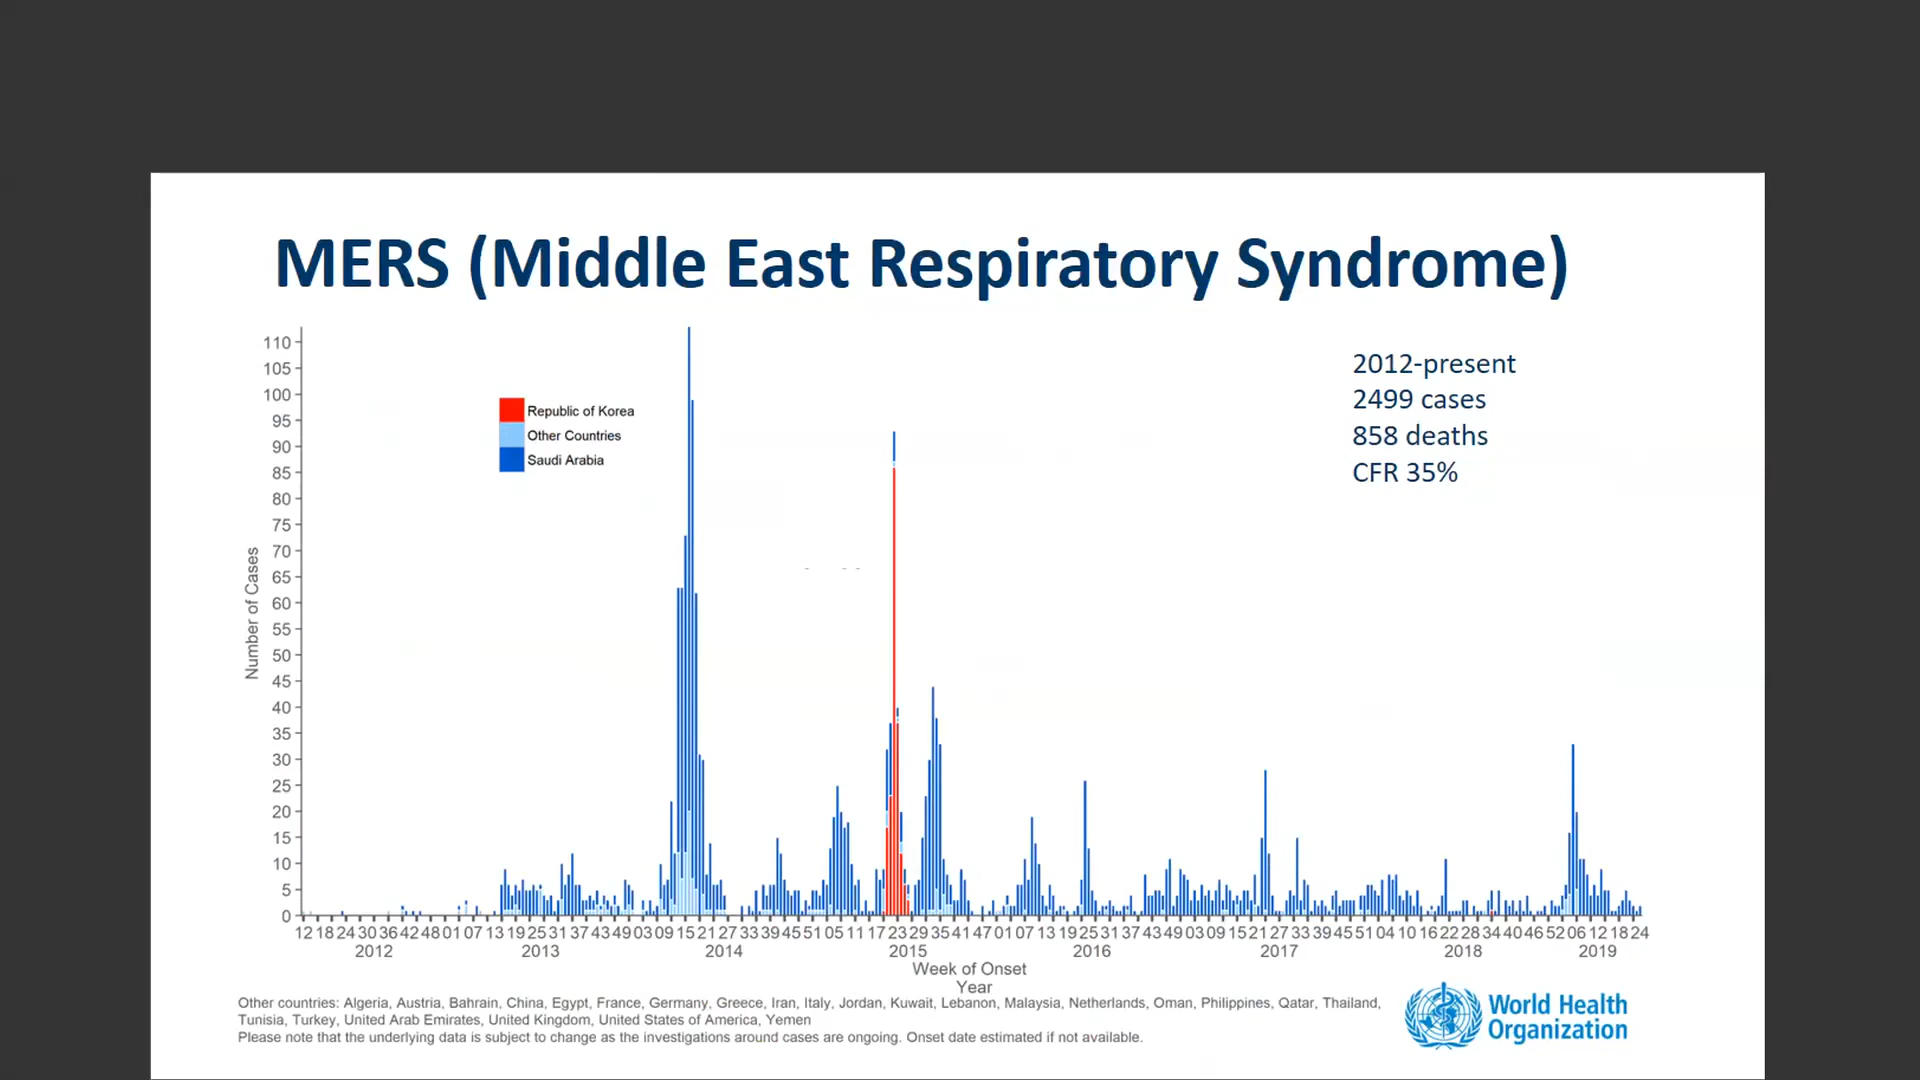 MERS (Middle East Respiratory Syndrome)
110
105
100
95
90
85
80
75
70
65
60
55
50
45
40
35
30
25
20
15
10
5
0
Number of Cases
Republic of Korea
Other Countries
Saudi Arabia
2012-present
2499 cases
858 deaths
CFR 35%
12 18 24 30 36 42 48 01 07 13 19 25 31 37 43 49 03 09 15 21 27 33 39 45 51 05 11 17 23 29 35 41 47 01 07 13 19 25 31 37 43 49 03 09 15 21 27 33 39 45 51 04 10 16 22 28 34 40 46 52 06 12 18 24
2012 2013 2014 2015 2016 2017 2018 2019
Week of Onset
Year
Other countries: Algeria, Austria, Bahrain, China, Egypt, France, Germany, Greece, Iran, Italy, Jordan, Kuwait, Lebanon, Malaysia, Netherlands, Oman, Philippines, Qatar, Thailand,
Tunisia, Turkey, United Arab Emirates, United Kingdom, United States of America, Yemen
Please note that the underlying data is subject to change as the investigations around cases are ongoing. Onset date estimated if not available.
World Health
Organization